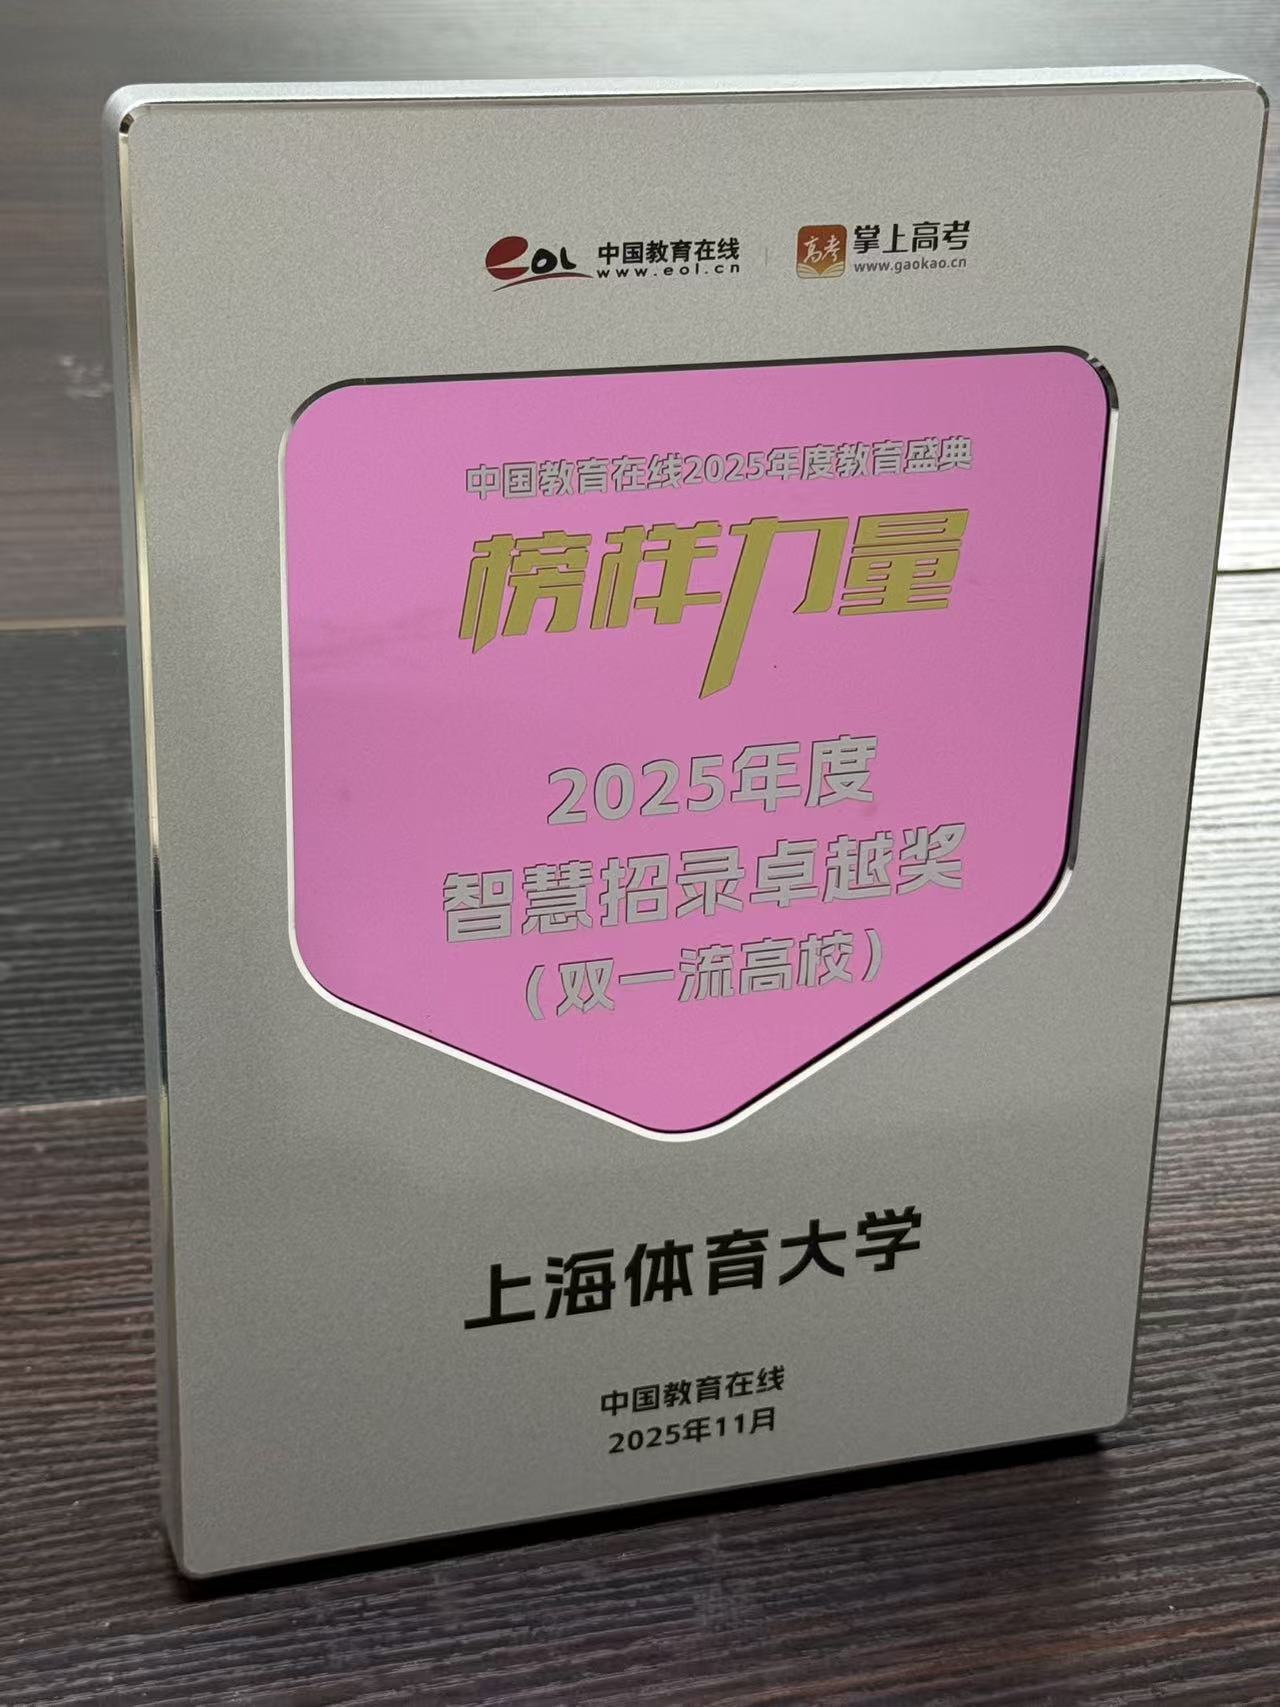 eoL 中国教育在线 高考 掌上高考
www.eol.cn www.gaokao.cn
中国教育在线2025年度教育盛典
榜样力量
2025年度
智慧招录卓越奖
（双一流高校）
上海体育大学
中国教育在线
2025年11月